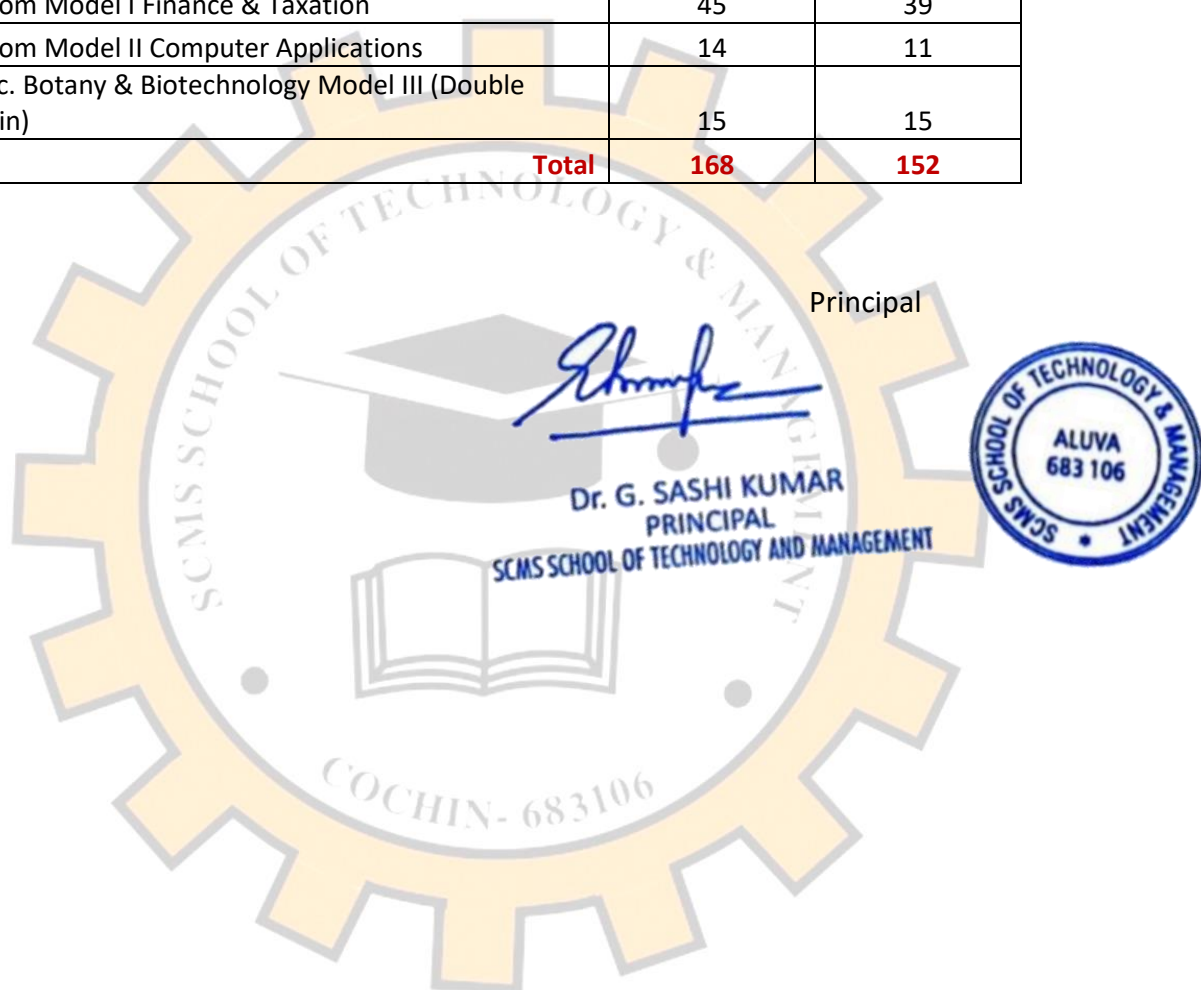 om Model I Finance & Taxation 45 39
om Model II Computer Applications 14 11
c. Botany & Biotechnology Model III (Double
in) 15 15
Total 168 152
SCMS SCHOOL OF TECHNOLOGY & MANAGEMENT
COCHIN- 683106
Principal
Dr. G. SASHI KUMAR
PRINCIPAL
SCMS SCHOOL OF TECHNOLOGY AND MANAGEMENT
SCMS SCHOOL OF TECHNOLOGY & MANAGEMENT
ALUVA
683 106